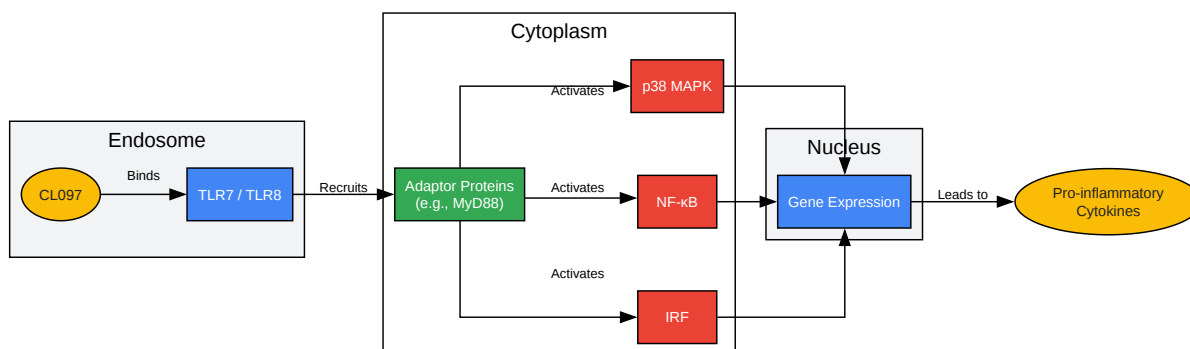 Cytoplasm
Activates
p38 MAPK
Endosome
Nucleus
CL097
Binds
TLR7 / TLR8
Recruits
Adaptor Proteins
(e.g., MyD88)
Activates
NF-κB
Gene Expression
Leads to
Pro-inflammatory
Cytokines
Activates
IRF